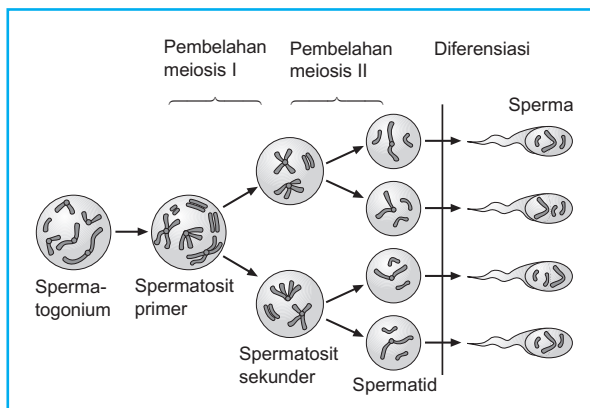 Pembelahan
meiosis I
Pembelahan
meiosis II
Diferensiasi
Sperma
Sperma-
togonium
Spermatosit
primer
Spermatosit
sekunder
Spermatid